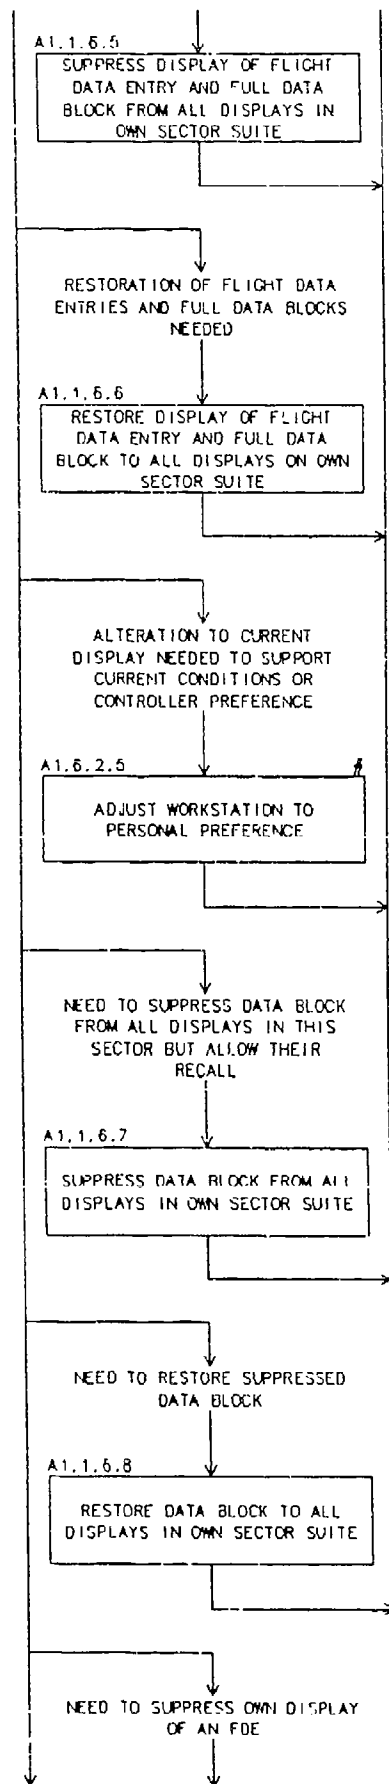 A1.1.6.5
SUPPRESS DISPLAY OF FLIGHT
DATA ENTRY AND FULL DATA
BLOCK FROM ALL DISPLAYS IN
OWN SECTOR SUITE
RESTORATION OF FLIGHT DATA
ENTRIES AND FULL DATA BLOCKS
NEEDED
A1.1.6.6
RESTORE DISPLAY OF FLIGHT
DATA ENTRY AND FULL DATA
BLOCK TO ALL DISPLAYS ON OWN
SECTOR SUITE
ALTERATION TO CURRENT
DISPLAY NEEDED TO SUPPORT
CURRENT CONDITIONS OR
CONTROLLER PREFERENCE
A1.6.2.5
ADJUST WORKSTATION TO
PERSONAL PREFERENCE
NEED TO SUPPRESS DATA BLOCK
FROM ALL DISPLAYS IN THIS
SECTOR BUT ALLOW THEIR
RECALL
A1.1.6.7
SUPPRESS DATA BLOCK FROM ALL
DISPLAYS IN OWN SECTOR SUITE
NEED TO RESTORE SUPPRESSED
DATA BLOCK
A1.1.6.8
RESTORE DATA BLOCK TO ALL
DISPLAYS IN OWN SECTOR SUITE
NEED TO SUPPRESS OWN DISPLAY
OF AN FDE